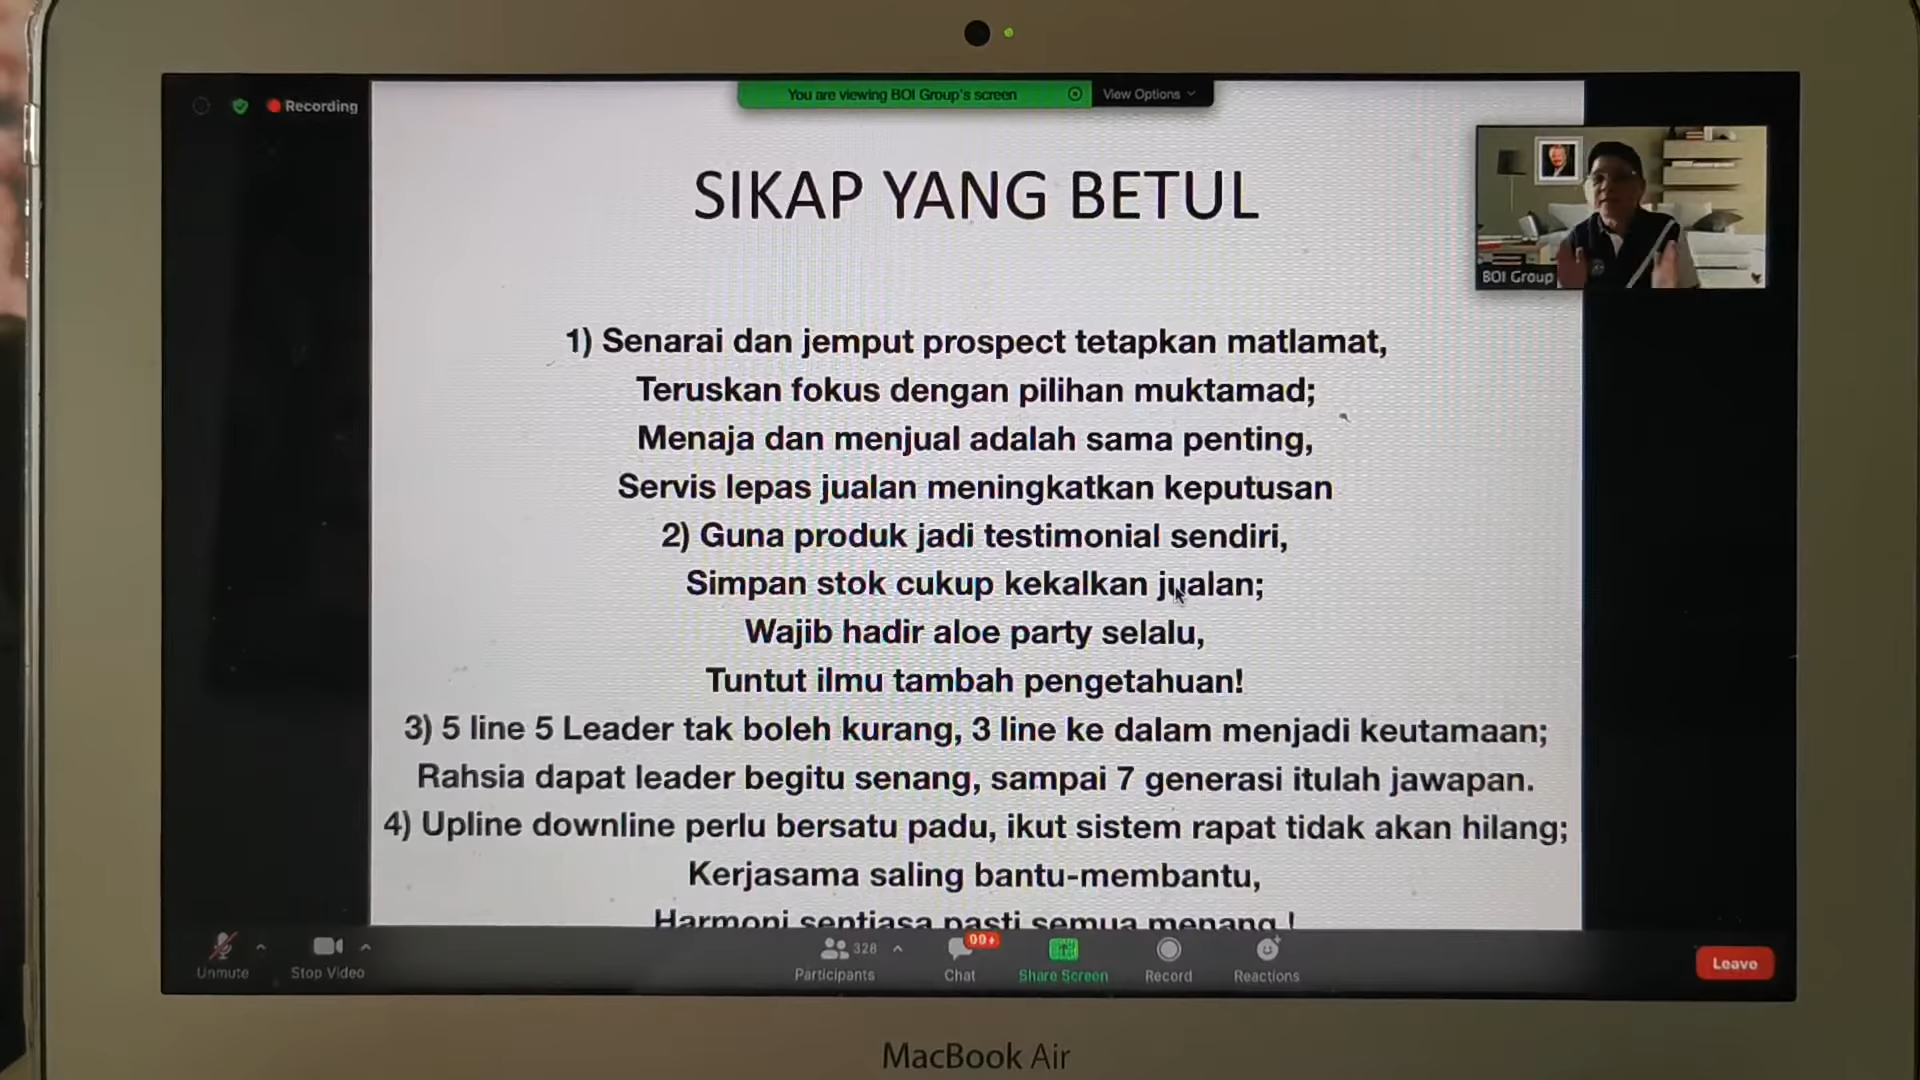 Recording
You are viewing BOI Group's screen
View Options
SIKAP YANG BETUL
BOI Group
1) Senarai dan jemput prospect tetapkan matlamat,
Teruskan fokus dengan pilihan muktamad;
Menaja dan menjual adalah sama penting,
Servis lepas jualan meningkatkan keputusan
2) Guna produk jadi testimonial sendiri,
Simpan stok cukup kekalkan jualan;
Wajib hadir aloe party selalu,
Tuntut ilmu tambah pengetahuan!
3) 5 line 5 Leader tak boleh kurang, 3 line ke dalam menjadi keutamaan;
Rahsia dapat leader begitu senang, sampai 7 generasi itulah jawapan.
4) Upline downline perlu bersatu padu, ikut sistem rapat tidak akan hilang;
Kerjasama saling bantu-membantu,
Harmoni sentiasa pasti semua menang !
Unmute
Stop Video
328
Participants
Chat
Share Screen
Record
Reactions
Leave
MacBook Air